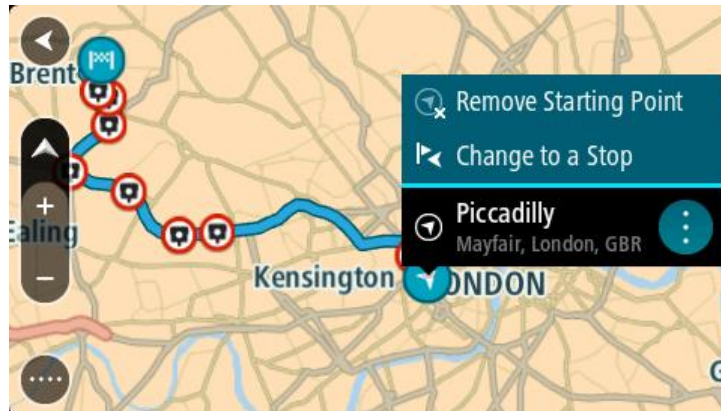 Brent
Remove Starting Point
Change to a Stop
Piccadilly
Mayfair, London, GBR
Ealing
Kensington
ONDON
G